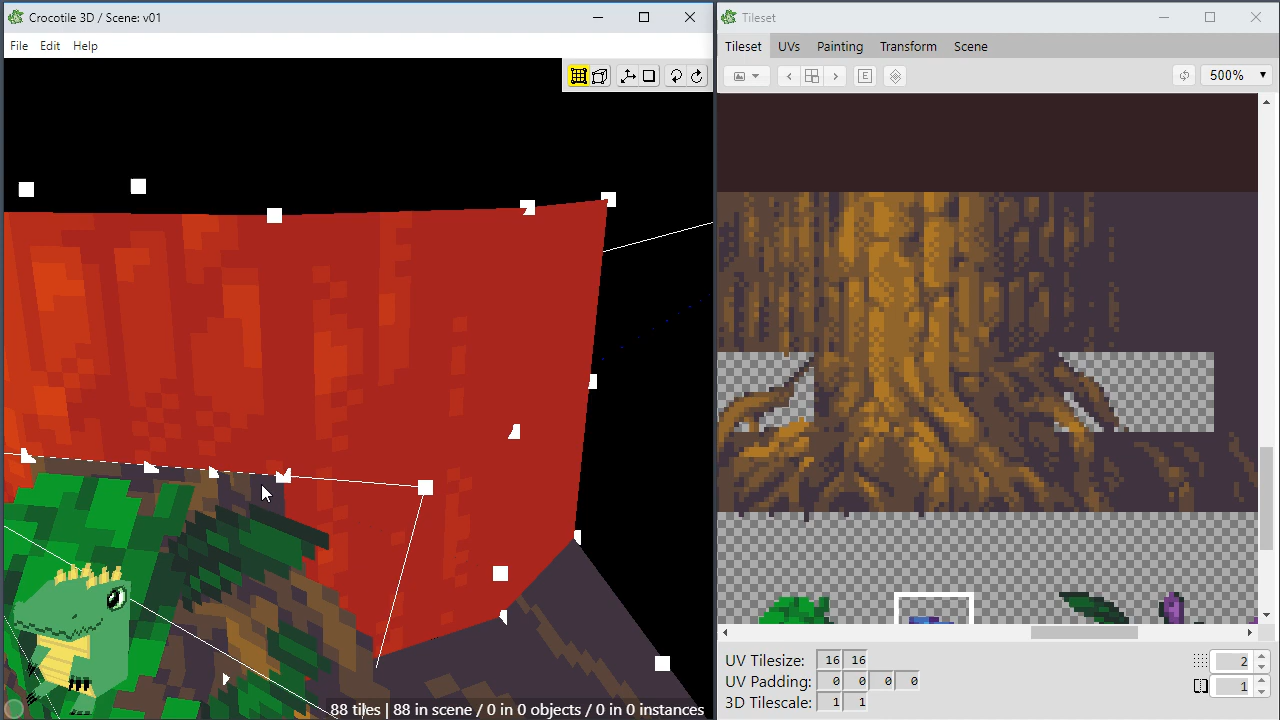 Crocotile 3D / Scene: v01
File Edit Help
88 tiles | 88 in scene / 0 in 0 objects / 0 in 0 instances
Tileset
Tileset UVs Painting Transform Scene
E 500%
UV Tilesize: 16 16
UV Padding: 0 0 0 0
3D Tilescale: 1 1
2
1